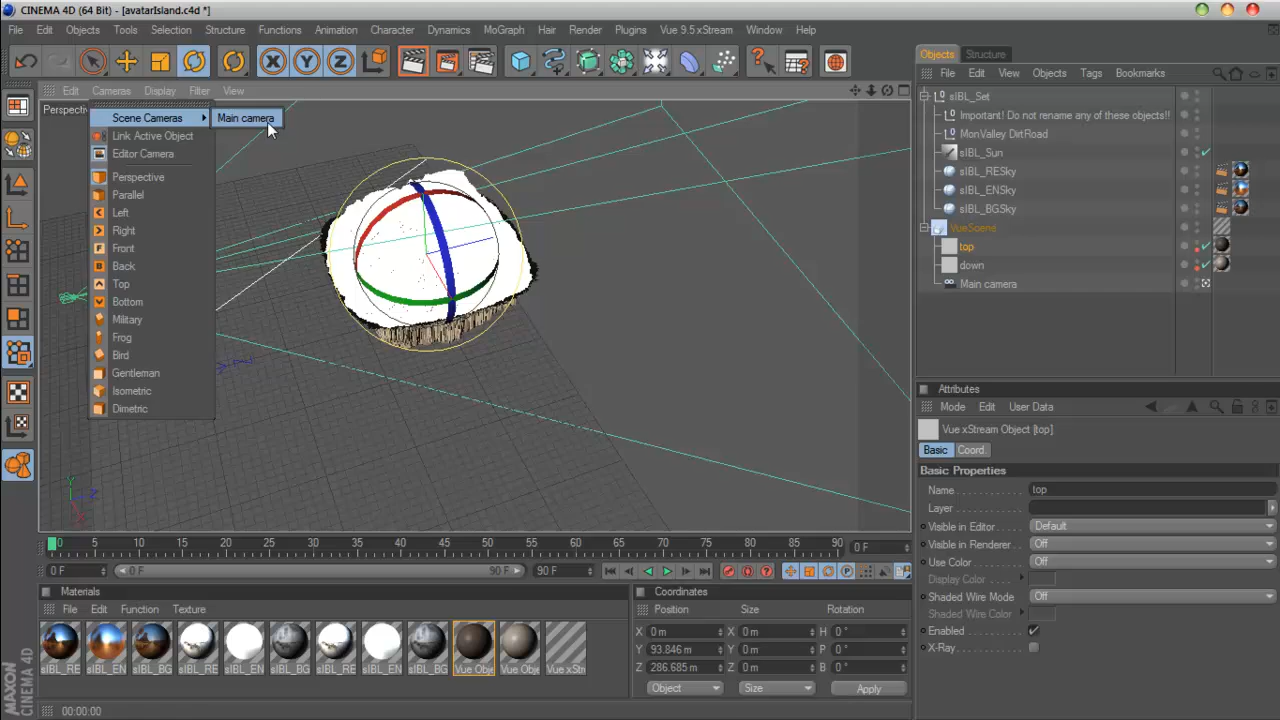 CINEMA 4D (64 Bit) - [avatarIsland.c4d *]
File Edit Objects Tools Selection Structure Functions Animation Character Dynamics MoGraph Hair Render Plugins Vue 9.5 xStream Window Help
Objects Structure
File Edit View Objects Tags Bookmarks
Edit Cameras Display Filter View
Perspectiv
Scene Cameras
Main camera
Link Active Object
Editor Camera
Perspective
Parallel
Left
Right
Front
Back
Top
Bottom
Military
Frog
Bird
Gentleman
Isometric
Dimetric
Y
Z
X
sIBL_Set
Important! Do not rename any of these objects!!
MonValley DirtRoad
sIBL_Sun
sIBL_RESky
sIBL_ENSky
sIBL_BGSky
VueScene
top
down
Main camera
Attributes
Mode Edit User Data
Vue xStream Object [top]
Basic Coord.
Basic Properties
Name top
Layer
Visible in Editor Default
Visible in Renderer Off
Use Color Off
Display Color
Shaded Wire Mode Off
Shaded Wire Color
Enabled
X-Ray
0 5 10 15 20 25 30 35 40 45 50 55 60 65 70 75 80 85 90 0 F
0 F 0 F 90 F 90 F
Materials
File Edit Function Texture
sIBL_RE sIBL_EN sIBL_BG sIBL_RE sIBL_EN sIBL_BG sIBL_RE sIBL_EN sIBL_BG Vue Obje Vue Obje Vue xStr
Coordinates
Position Size Rotation
X 0 m X 0 m H 0 °
Y 93.846 m Y 0 m P 0 °
Z 286.685 m Z 0 m B 0 °
Object Size Apply
MAXON CINEMA 4D
00:00:00